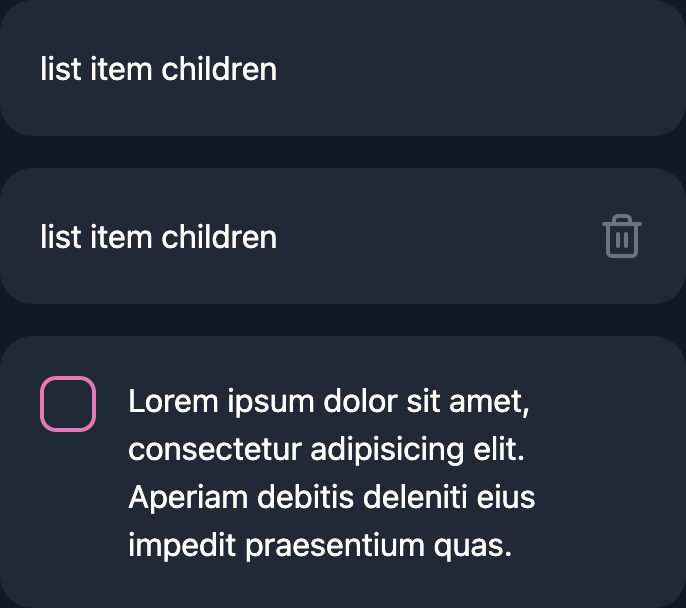 list item children
list item children
Lorem ipsum dolor sit amet,
consectetur adipisicing elit.
Aperiam debitis deleniti eius
impedit praesentium quas.